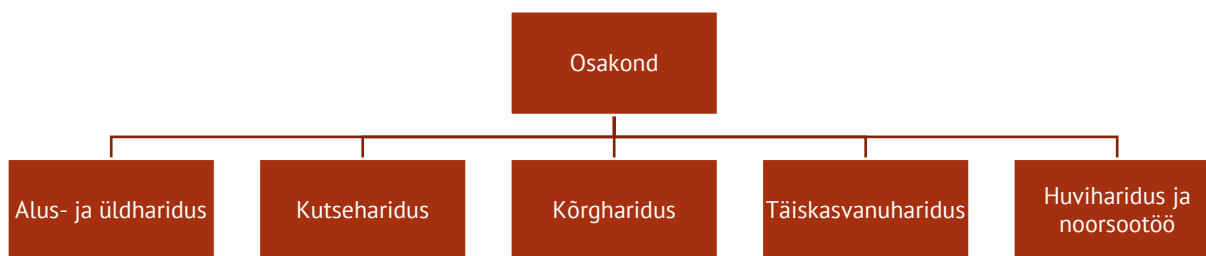 Osakond
Alus- ja üldharidus
Kutseharidus
Kõrgharidus
Täiskasvanuharidus
Huviharidus ja
noorsootöö